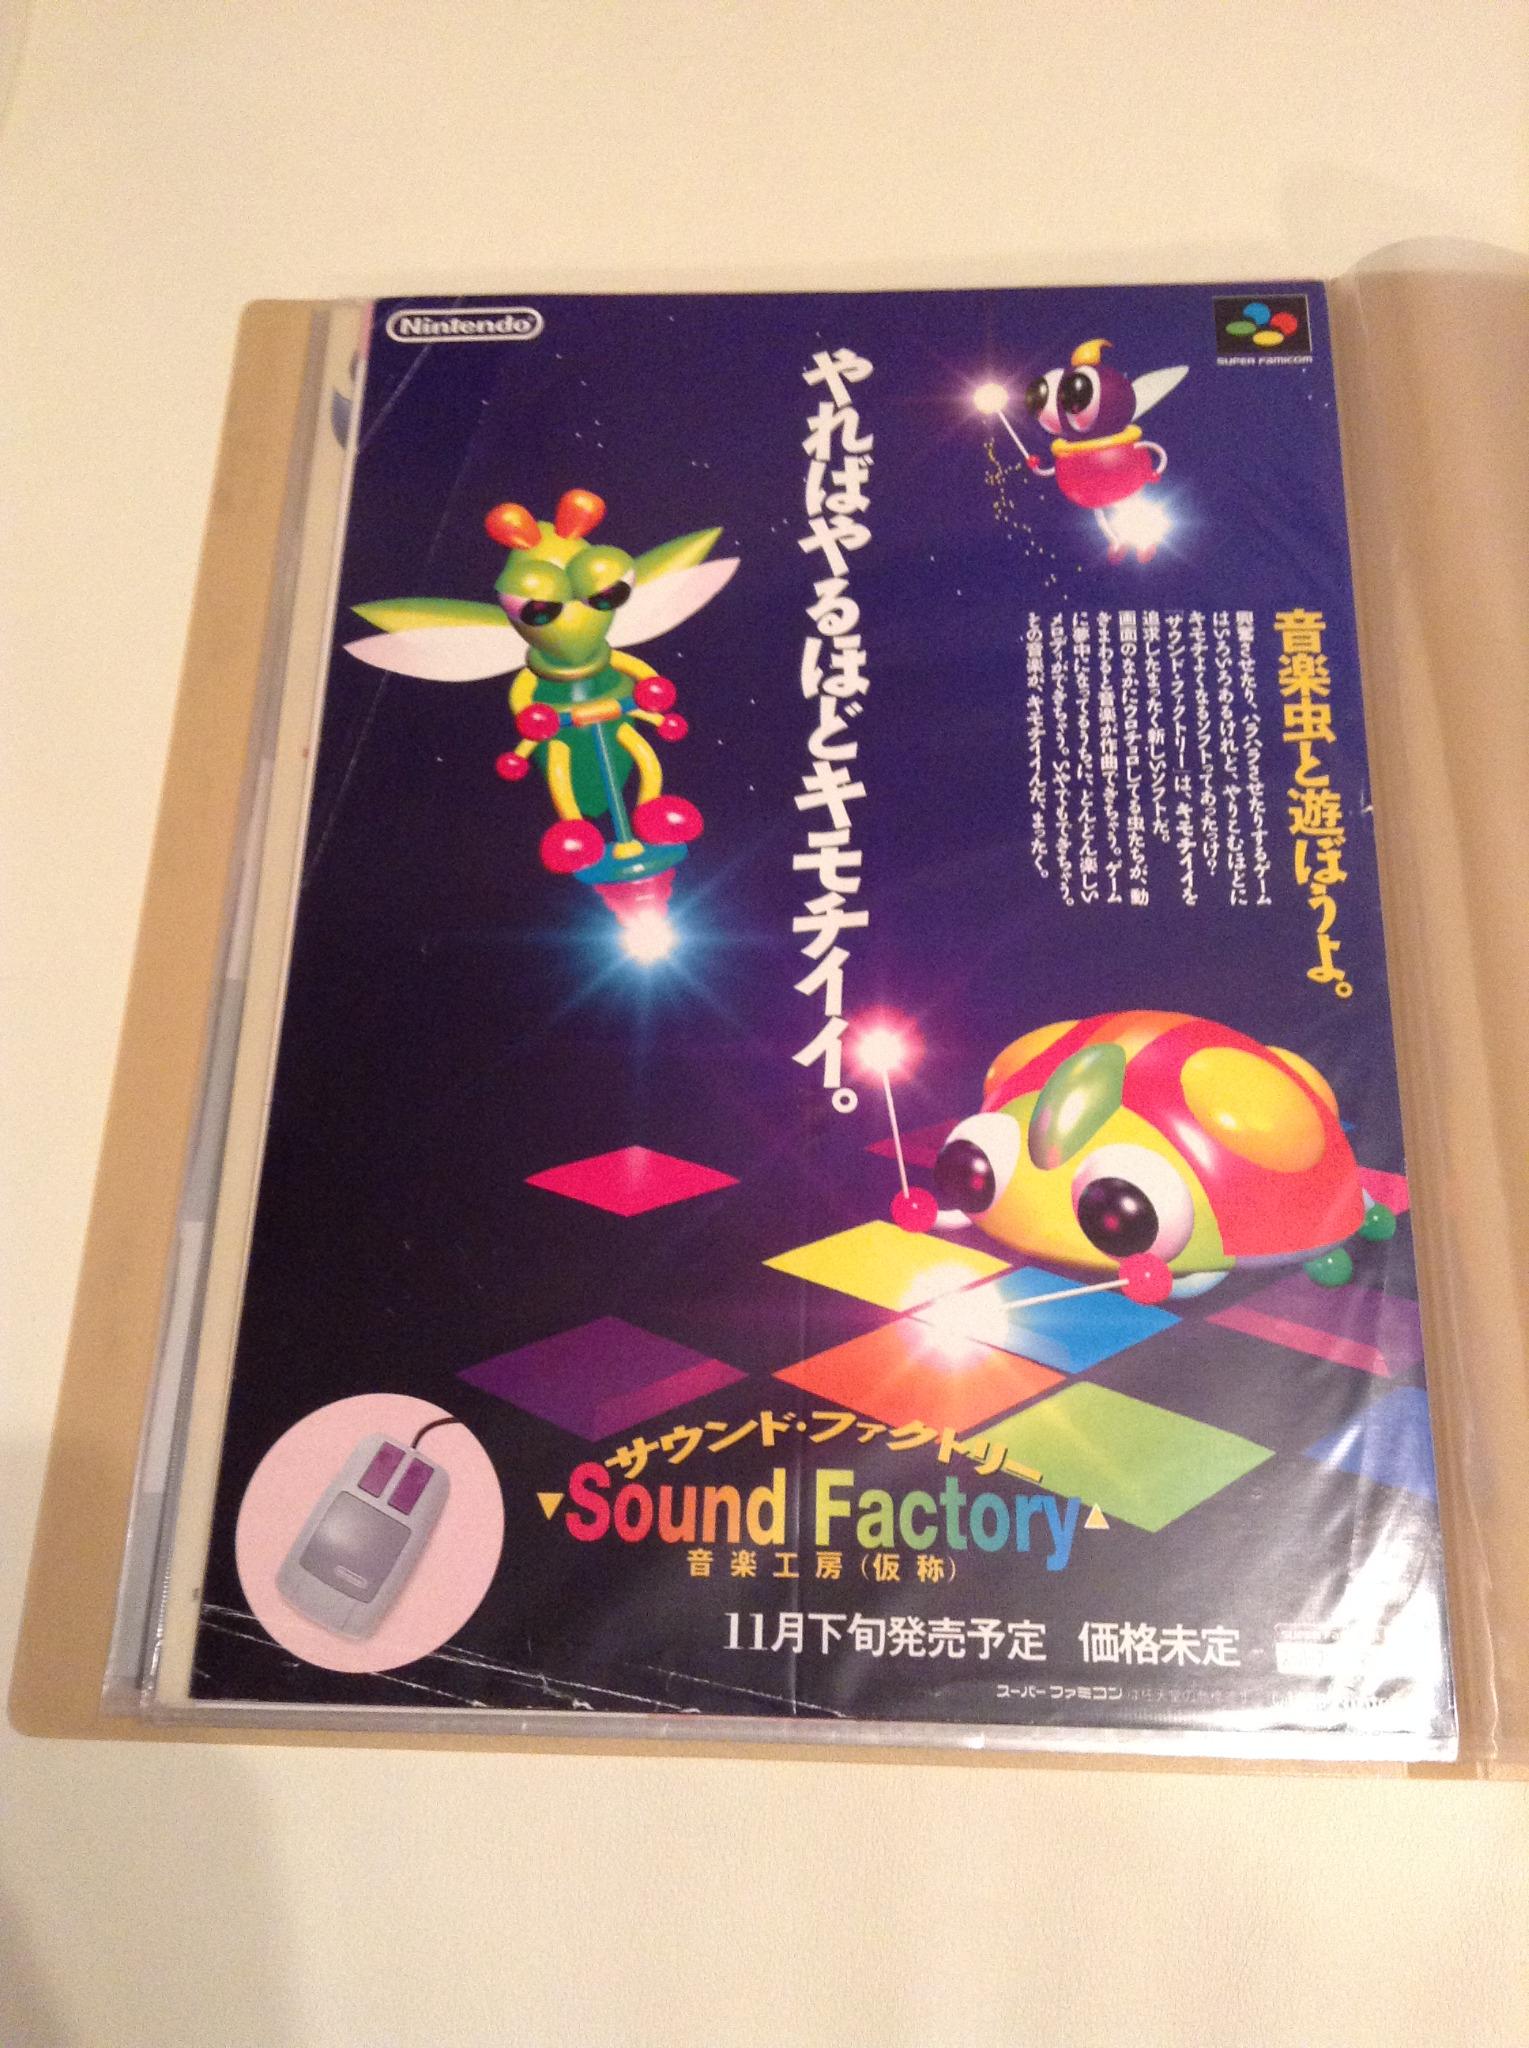 Nintendo
SUPER FAMICOM
音楽虫と遊ぼうよ。
興奮させたり、ハラハラさせたりするゲーム
はいろいろあるけれど、やりこむほどに
キモチよくなるソフトってあったっけ?
「サウンド・ファクトリー」は、キモチイイを
追求したまったく新しいソフトだ。
画面のなかにウロチョロしてる虫たちが、動
きまわると音楽が作曲できちゃう。ゲーム
に夢中になってるうちに、どんどん楽しい
メロディができちゃう。いやでもできちゃう。
この音楽が、キモチイイんだ、まったく。
やればやるほどキモチイイ。
サウンド・ファクトリー
Sound Factory
音楽工房(仮称)
11月下旬発売予定 価格未定
スーパーファミコンは任天堂の